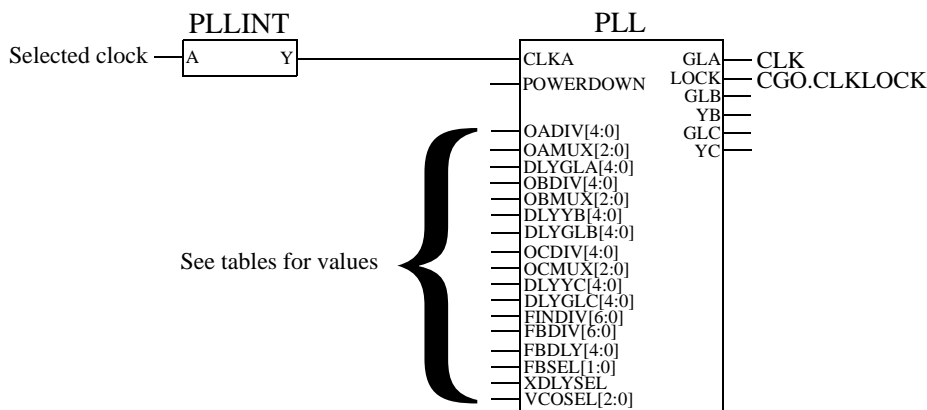 PLLINT
PLL
Selected clock
A
Y
CLKA
GLA
CLK
LOCK
CGO.CLKLOCK
POWERDOWN
GLB
YB
GLC
YC
See tables for values
OADIV[4:0]
OAMUX[2:0]
DLYGLA[4:0]
OBDIV[4:0]
OBMUX[2:0]
DLYYB[4:0]
DLYGLB[4:0]
OCDIV[4:0]
OCMUX[2:0]
DLYYC[4:0]
DLYGLC[4:0]
FINDIV[6:0]
FBDIV[6:0]
FBDLY[4:0]
FBSEL[1:0]
XDLYSEL
VCOSEL[2:0]